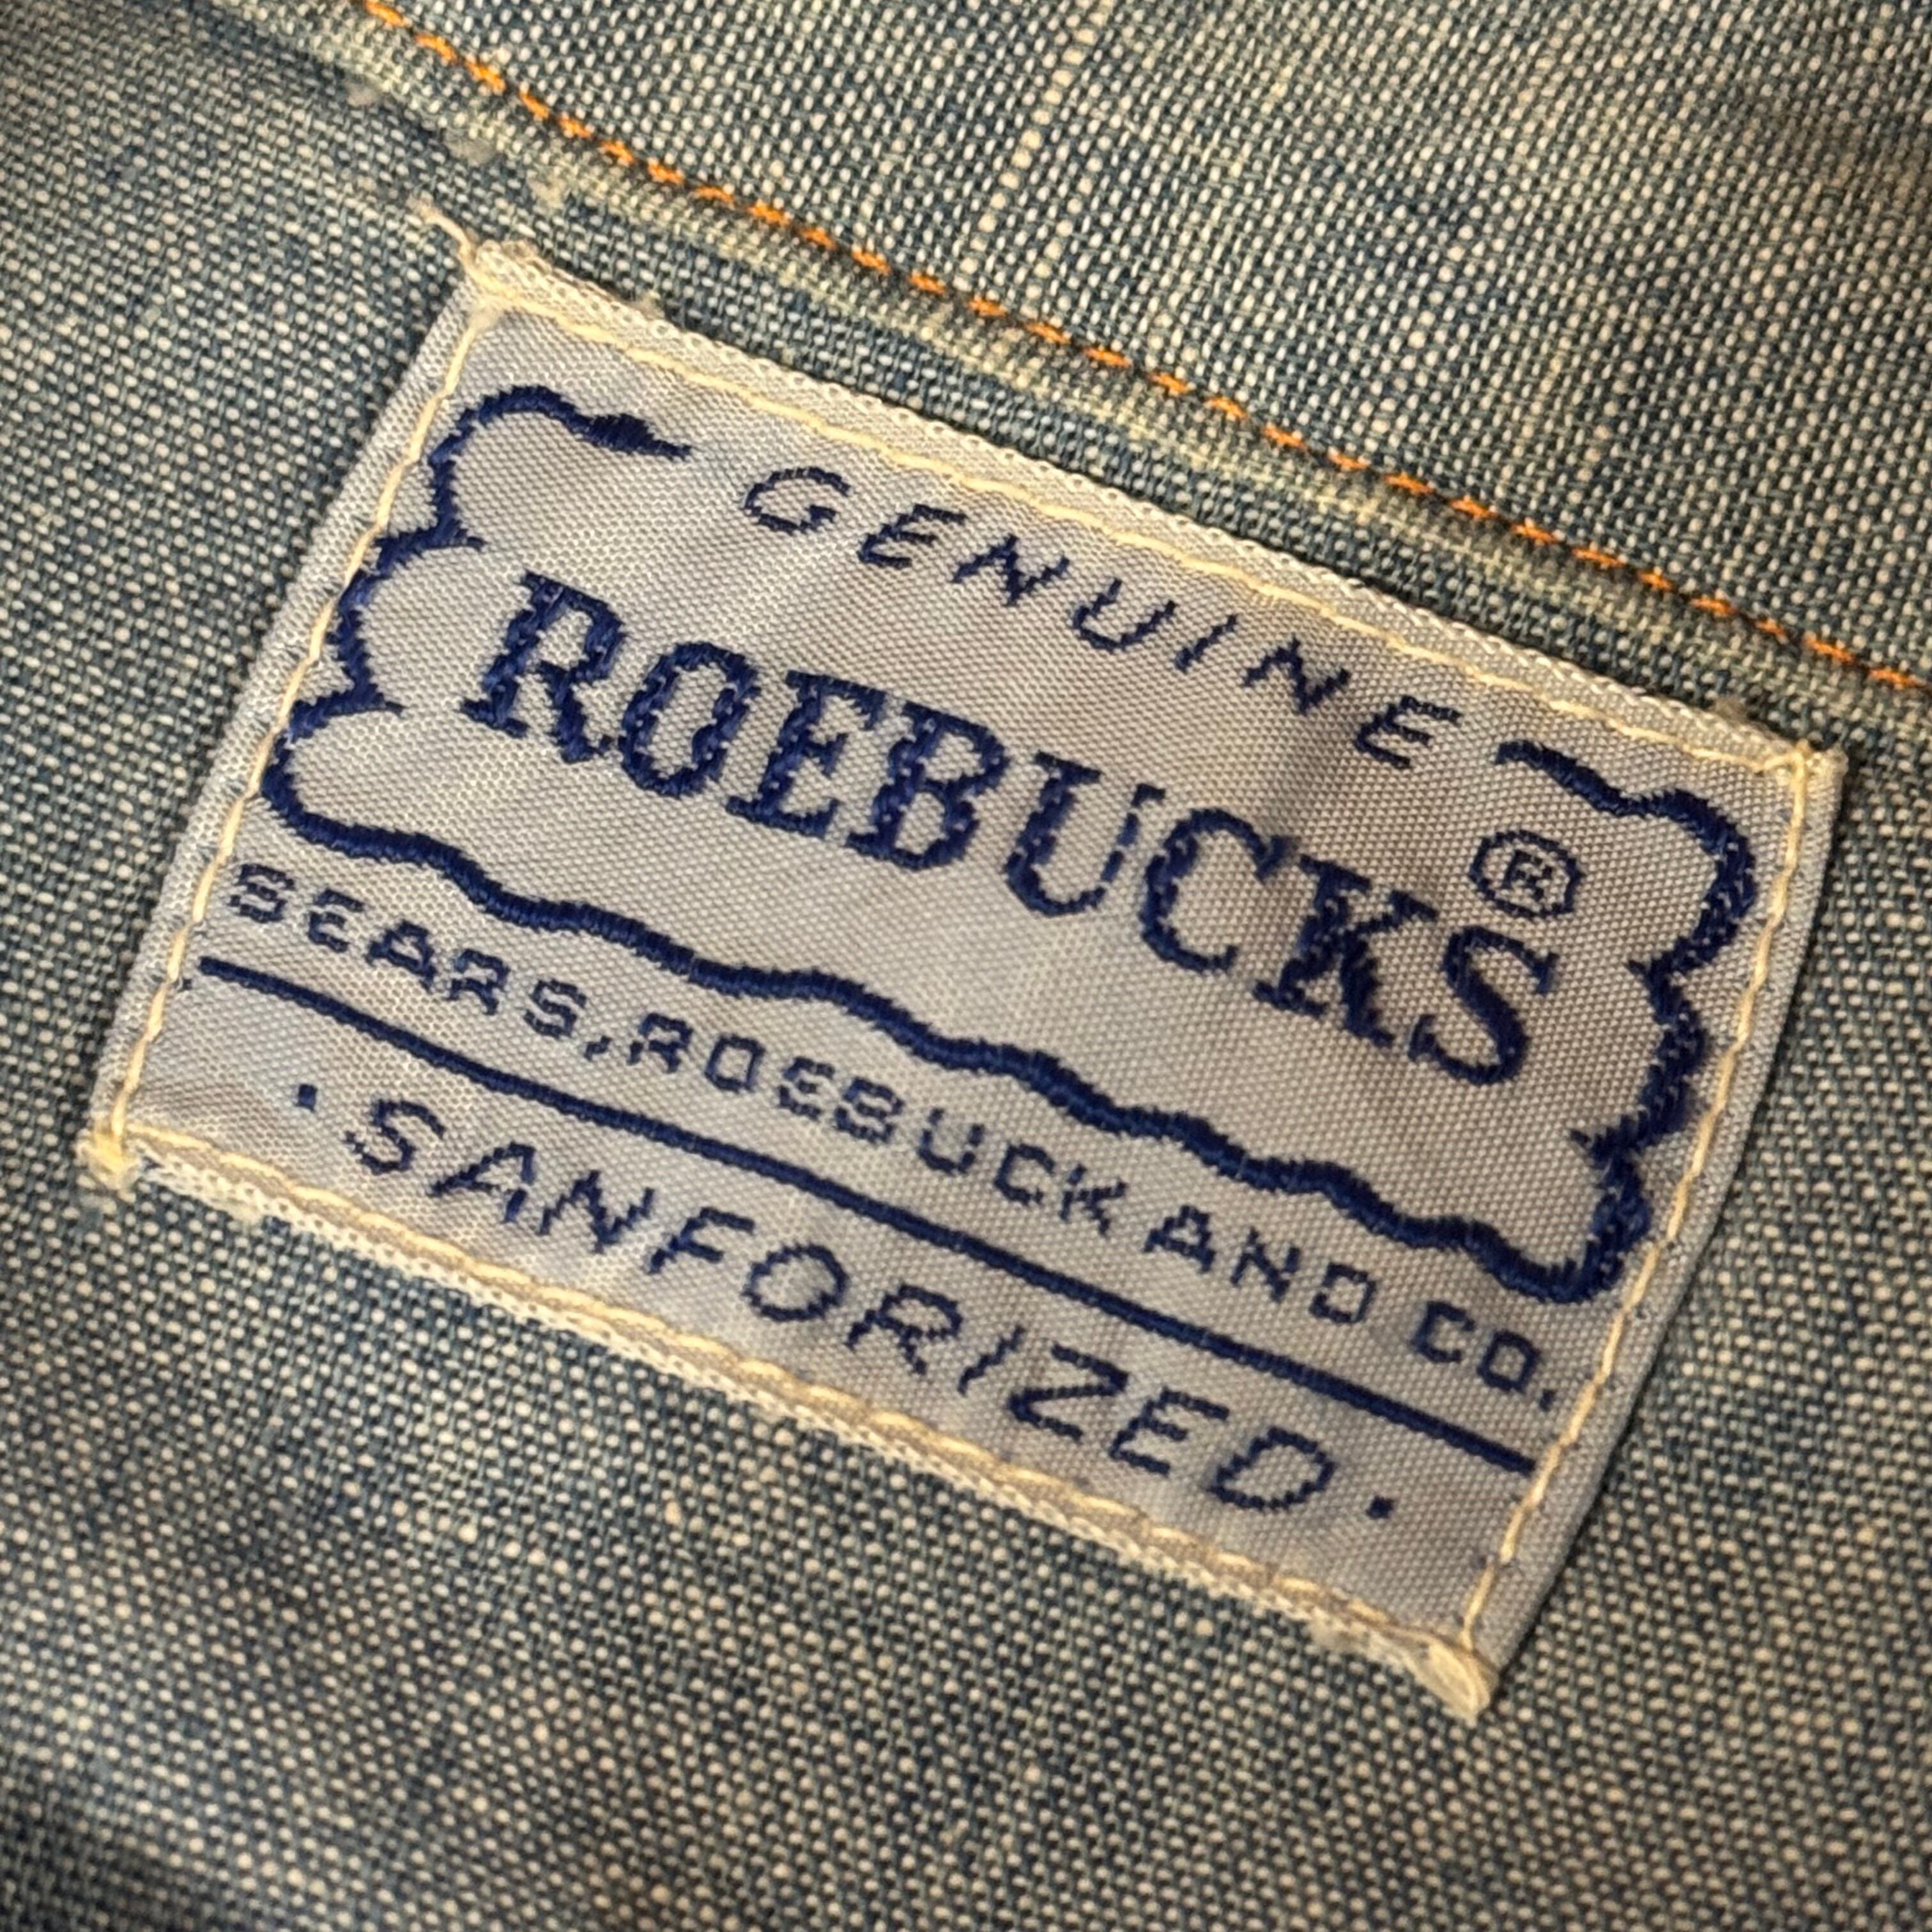 GENUINE
ROEBUCKS ®
SEARS, ROEBUCK AND CO.
· SANFORIZED ·